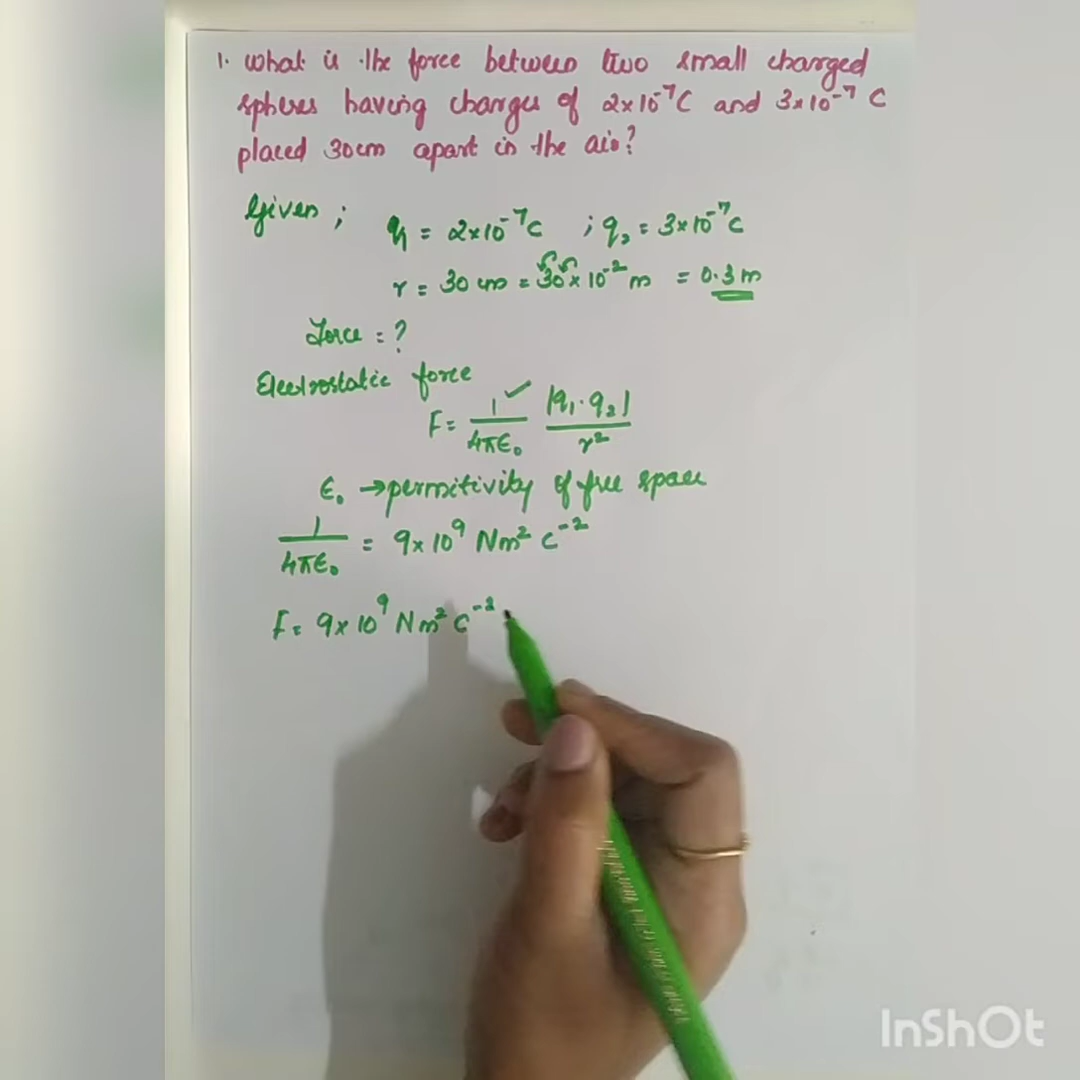 1. What is the force between two small charged
spheres having charges of 2×10⁻⁷C and 3×10⁻⁷ C
placed 30cm apart in the air?
Given ; q₁ = 2×10⁻⁷C ; q₂ = 3×10⁻⁷C
r = 30 cm = 30×10⁻² m = 0.3m
Force = ?
Electrostatic force
F = 1/4πϵ₀ |q₁.q₂|/r²
ϵ₀ → permitivity of free space
1/4πϵ₀ = 9×10⁹ Nm² C⁻²
F = 9×10⁹ Nm² C⁻²
InShOt